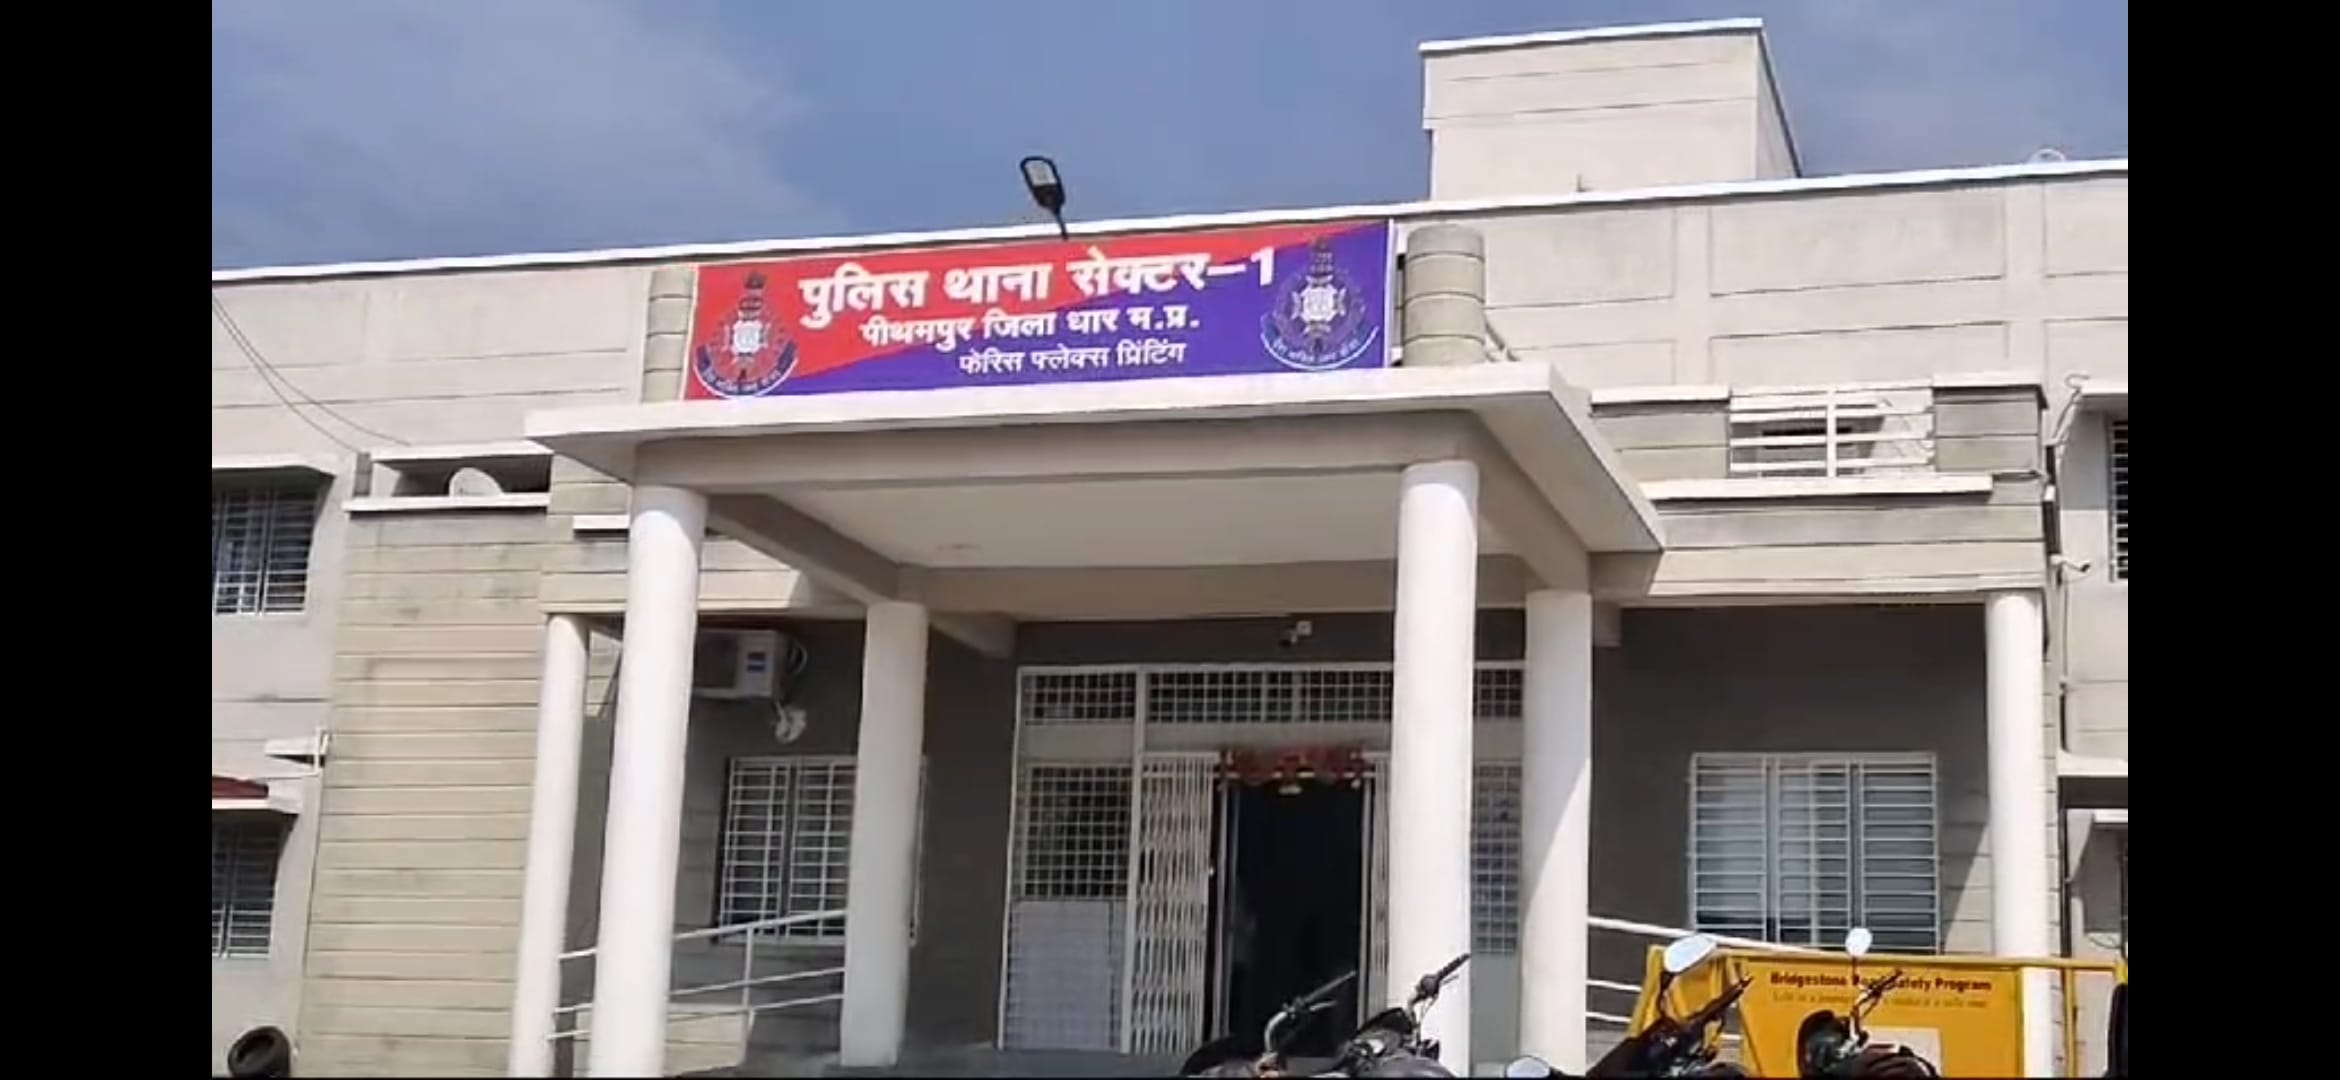 पुलिस थाना सेक्टर–1
पीथमपुर जिला धार म.प्र.
फेरिस फ्लेक्स प्रिंटिंग
Bridgestone Road Safety Program